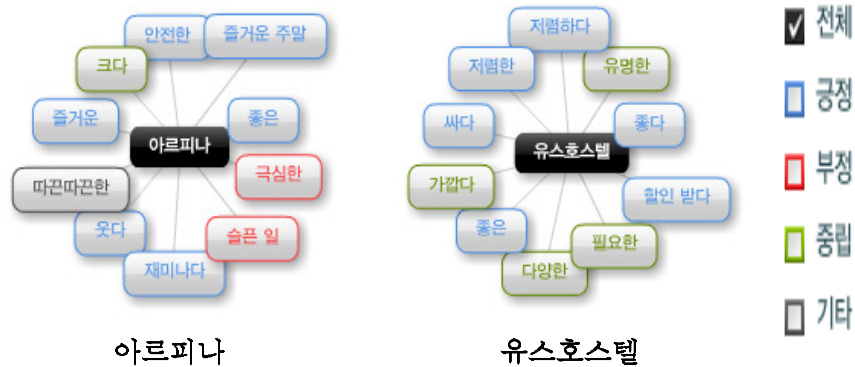 안전한
즐거운 주말
크다
즐거운
좋은
아르피나
극심한
따끈따끈한
웃다
슬픈 일
재미나다
아르피나
저렴하다
저렴한
유명한
싸다
좋다
유스호스텔
가깝다
할인 받다
좋은
필요한
다양한
유스호스텔
전체
긍정
부정
중립
기타